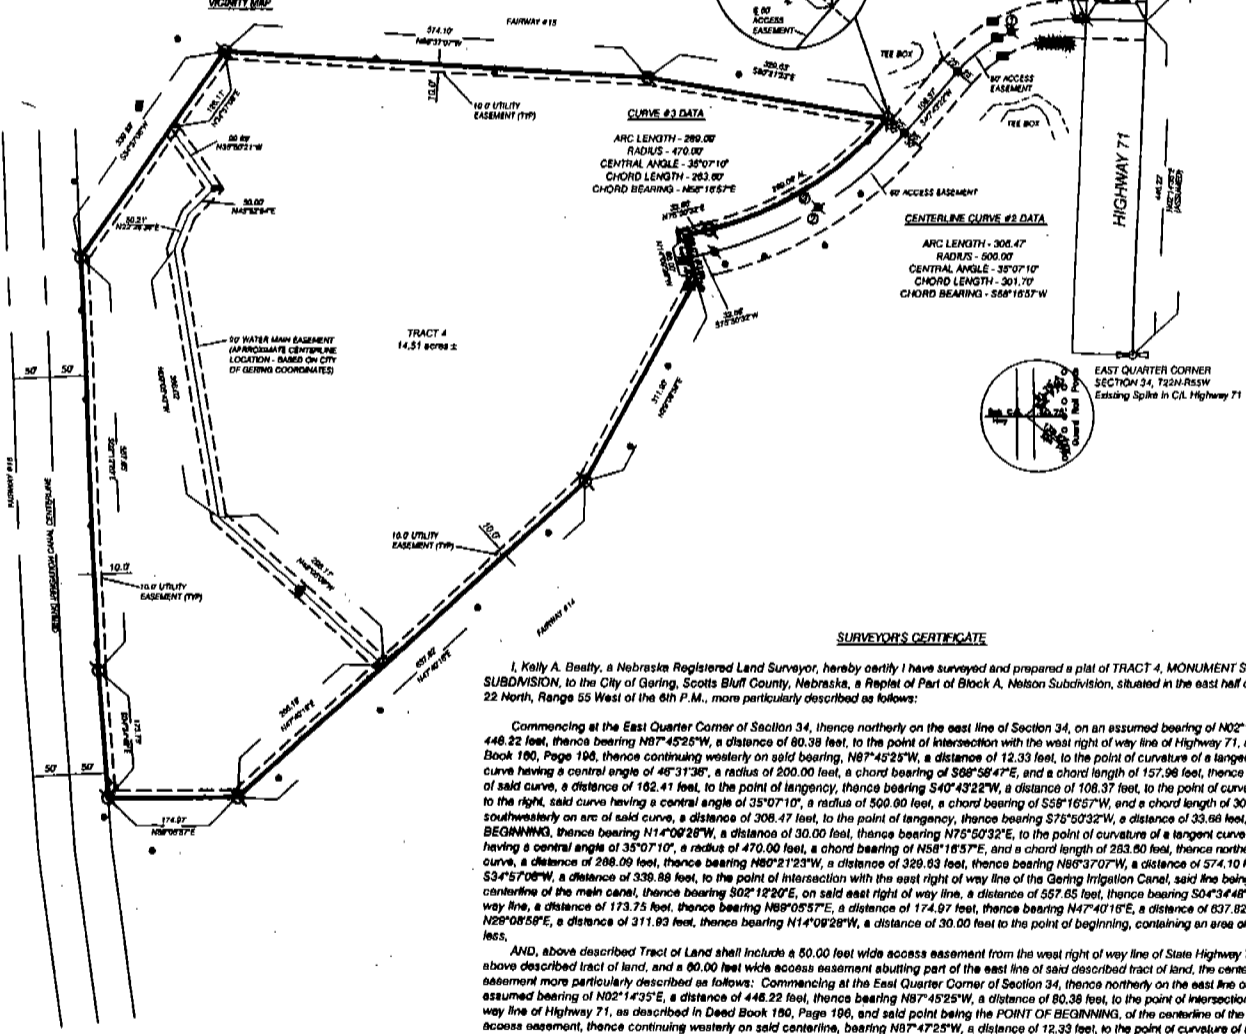 VICINITY MAP
FAIRWAY #15
574.10'
N86°37'07"W
10.0'
10.0' UTILITY
EASEMENT (TYP)
329.63'
ACCESS
EASEMENT
TEE BOX
TEE BOX
ACCESS
EASEMENT
CURVE #3 DATA
RADIUS - 470.00'
CENTRAL ANGLE - 35°07'10"
CHORD LENGTH - 263.60'
CHORD BEARING - N58°16'57"E
60' ACCESS EASEMENT
CENTERLINE CURVE #2 DATA
ARC LENGTH - 306.47'
RADIUS - 500.00'
CENTRAL ANGLE - 35°07'10"
CHORD LENGTH - 301.70'
CHORD BEARING - S58°16'57"W
HIGHWAY 71
446.22'
(ASSUMED)
EAST QUARTER CORNER
SECTION 34, T22N-R55W
Existing Spike in C/L Highway 71
Guard Rail Posts
30.00'
TRACT 4
14.51 acres ±
WATER MAIN EASEMENT
(APPROXIMATE CENTERLINE
LOCATION - BASED ON CITY
OF GERING COORDINATES)
50' 50'
FAIRWAY #18
GERING IRRIGATION CANAL CENTERLINE
10.0'
10.0' UTILITY
EASEMENT (TYP)
10.0'
10.0' UTILITY
EASEMENT (TYP)
FAIRWAY #14
637.82'
N47°40'16"E
50' 50'
174.97'
N89°05'57"E
SURVEYOR'S CERTIFICATE
I, Kelly A. Beatty, a Nebraska Registered Land Surveyor, hereby certify I have surveyed and prepared a plat of TRACT 4, MONUMENT S
SUBDIVISION, to the City of Gering, Scotts Bluff County, Nebraska, a Replat of Part of Block A, Nelson Subdivision, situated in the east half
22 North, Range 55 West of the 6th P.M., more particularly described as follows:
Commencing at the East Quarter Corner of Section 34, thence northerly on the east line of Section 34, on an assumed bearing of N02°
446.22 feet, thence bearing N87°45'25"W, a distance of 80.38 feet, to the point of intersection with the west right of way line of Highway 71,
Book 160, Page 196, thence continuing westerly on said bearing, N87°45'25"W, a distance of 12.33 feet, to the point of curvature of a tangen
curve having a central angle of 46°31'36", a radius of 200.00 feet, a chord bearing of S68°58'47"E, and a chord length of 157.98 feet, thence
of said curve, a distance of 162.41 feet, to the point of tangency, thence bearing S40°43'22"W, a distance of 108.37 feet, to the point of curv
to the right, said curve having a central angle of 35°07'10", a radius of 500.00 feet, a chord bearing of S58°16'57"W, and a chord length of 30
southwesterly on arc of said curve, a distance of 306.47 feet, to the point of tangency, thence bearing S75°50'32"W, a distance of 33.66 feet,
BEGINNING, thence bearing N14°09'28"W, a distance of 30.00 feet, thence bearing N75°50'32"E, to the point of curvature of a tangent curve
having a central angle of 35°07'10", a radius of 470.00 feet, a chord bearing of N58°16'57"E, and a chord length of 263.60 feet, thence northe
curve, a distance of 288.09 feet, thence bearing N80°21'23"W, a distance of 329.63 feet, thence bearing N86°37'07"W, a distance of 574.10
S34°57'08"W, a distance of 339.88 feet, to the point of intersection with the east right of way line of the Gering Irrigation Canal, said line being
centerline of the main canal, thence bearing S02°12'20"E, on said east right of way line, a distance of 557.65 feet, thence bearing S04°34'48"
way line, a distance of 173.75 feet, thence bearing N89°05'57"E, a distance of 174.97 feet, thence bearing N47°40'16"E, a distance of 637.82
N28°08'58"E, a distance of 311.93 feet, thence bearing N14°09'28"W, a distance of 30.00 feet to the point of beginning, containing an area of
less,
AND, above described Tract of Land shall include a 50.00 feet wide access easement from the west right of way line of State Highway
above described tract of land, and a 60.00 feet wide access easement abutting part of the east line of said described tract of land, the cente
easement more particularly described as follows: Commencing at the East Quarter Corner of Section 34, thence northerly on the east line o
assumed bearing of N02°14'35"E, a distance of 446.22 feet, thence bearing N87°45'25"W, a distance of 80.38 feet, to the point of intersection
way line of Highway 71, as described in Deed Book 160, Page 196, and said point being the POINT OF BEGINNING, of the centerline of the
access easement, thence continuing westerly on said centerline, bearing N87°47'25"W, a distance of 12.33 feet, to the point of curvature of